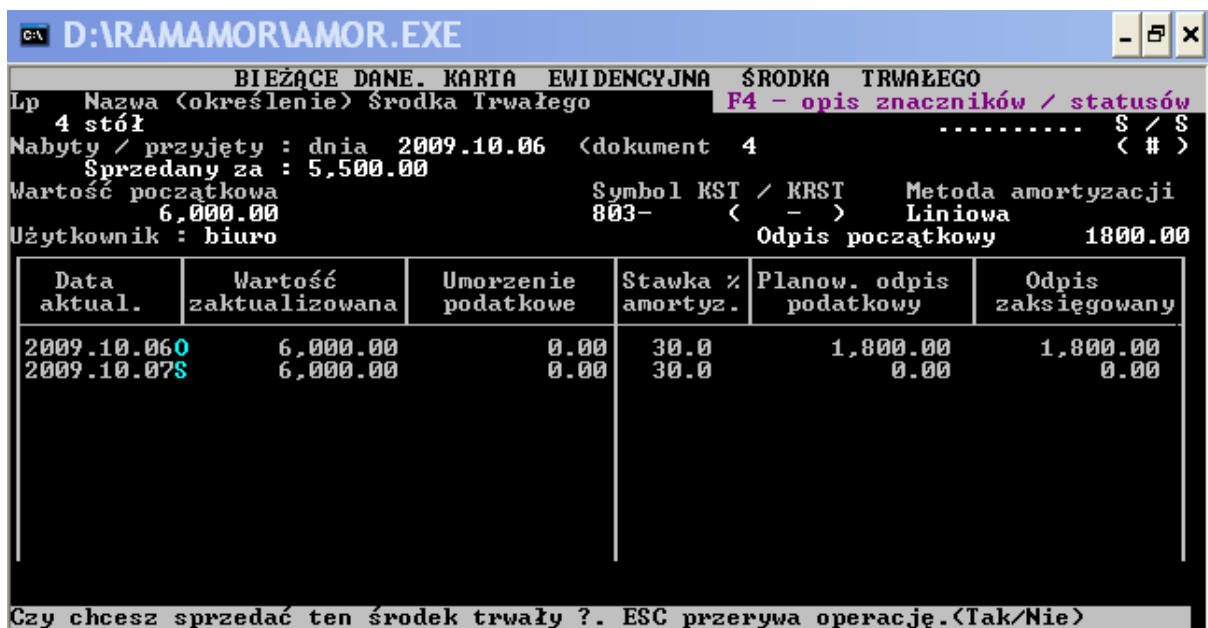 D:\RAMAMOR\AMOR.EXE
BIEŻĄCE DANE. KARTA EWIDENCYJNA ŚRODKA TRWAŁEGO
Lp Nazwa (określenie) Środka Trwałego F4 - opis znaczników / statusów
4 stół .......... S / S
Nabyty / przyjęty : dnia 2009.10.06 (dokument 4 ( # )
Sprzedany za : 5,500.00
Wartość początkowa Symbol KST / KRST Metoda amortyzacji
6,000.00 803- ( - ) Liniowa
Użytkownik : biuro Odpis początkowy 1800.00
Data Wartość Umorzenie Stawka % Planow. odpis Odpis
aktual. zaktualizowana podatkowe amortyz. podatkowy zaksięgowany
2009.10.06O 6,000.00 0.00 30.0 1,800.00 1,800.00
2009.10.07S 6,000.00 0.00 30.0 0.00 0.00
Czy chcesz sprzedać ten środek trwały ?. ESC przerywa operację.(Tak/Nie)